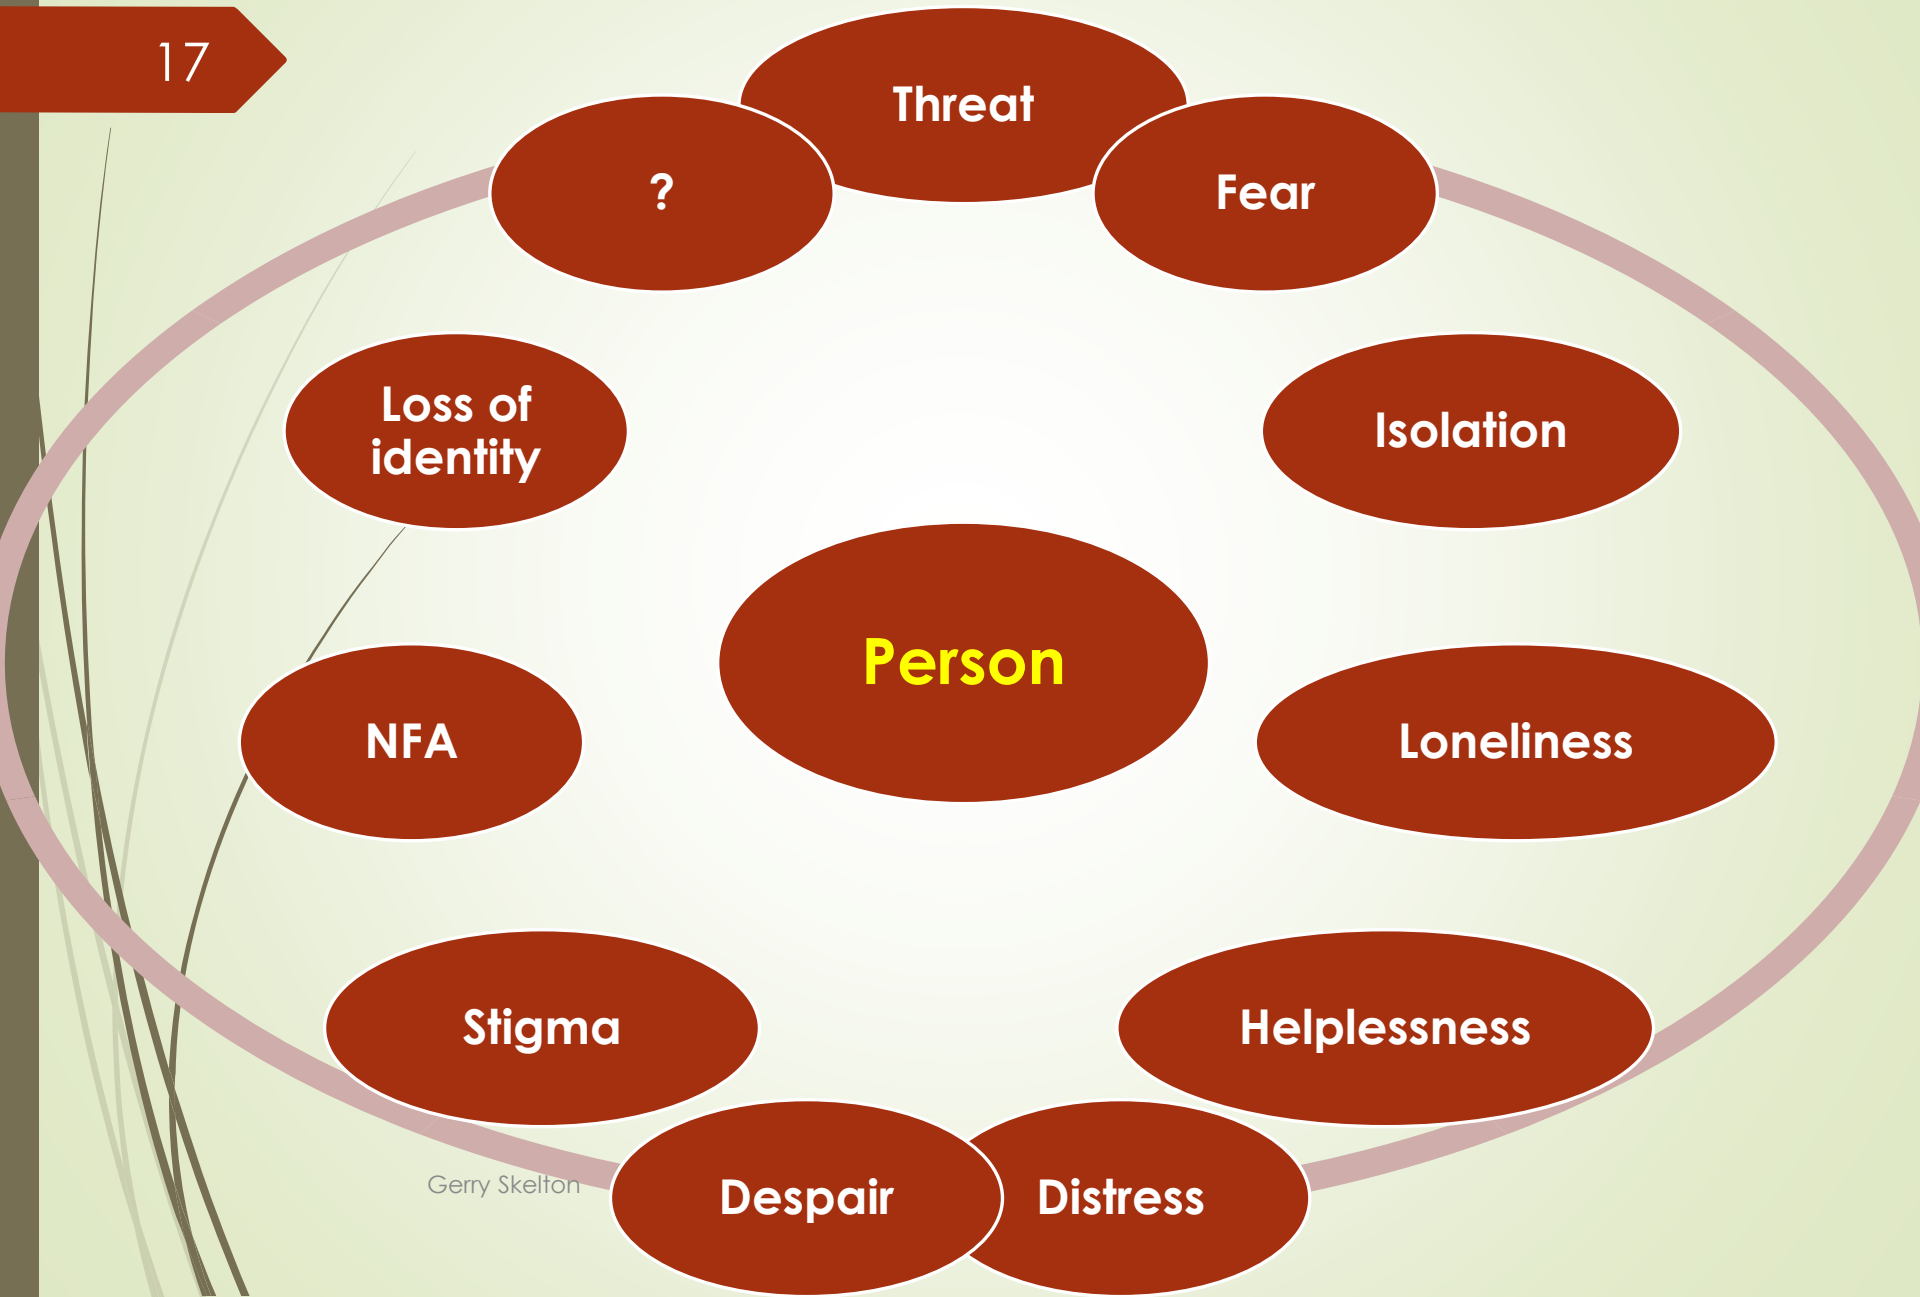 17
Threat
?
Fear
Loss of
identity
Isolation
Person
NFA
Loneliness
Stigma
Helplessness
Gerry Skelton
Despair
Distress